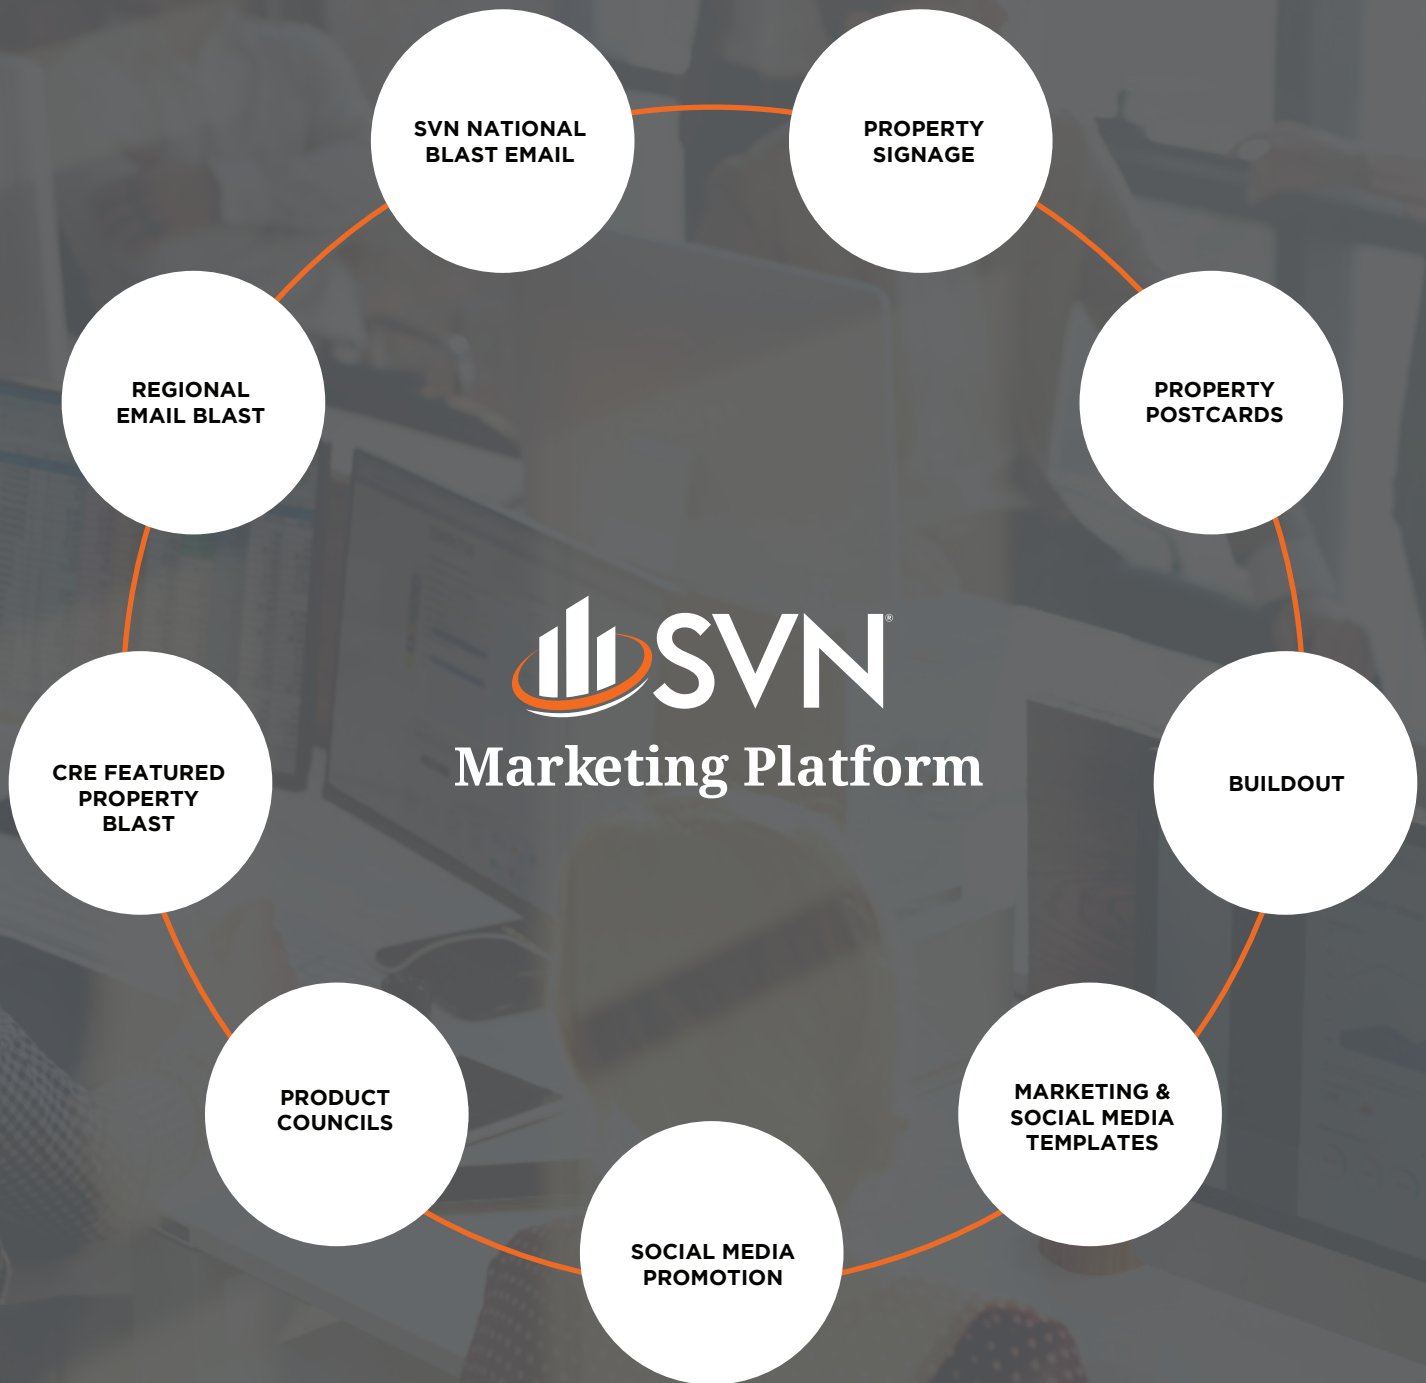 SVN NATIONAL
BLAST EMAIL
PROPERTY
SIGNAGE
REGIONAL
EMAIL BLAST
PROPERTY
POSTCARDS
SVN®
Marketing Platform
CRE FEATURED
PROPERTY
BLAST
BUILDOUT
PRODUCT
COUNCILS
MARKETING &
SOCIAL MEDIA
TEMPLATES
SOCIAL MEDIA
PROMOTION